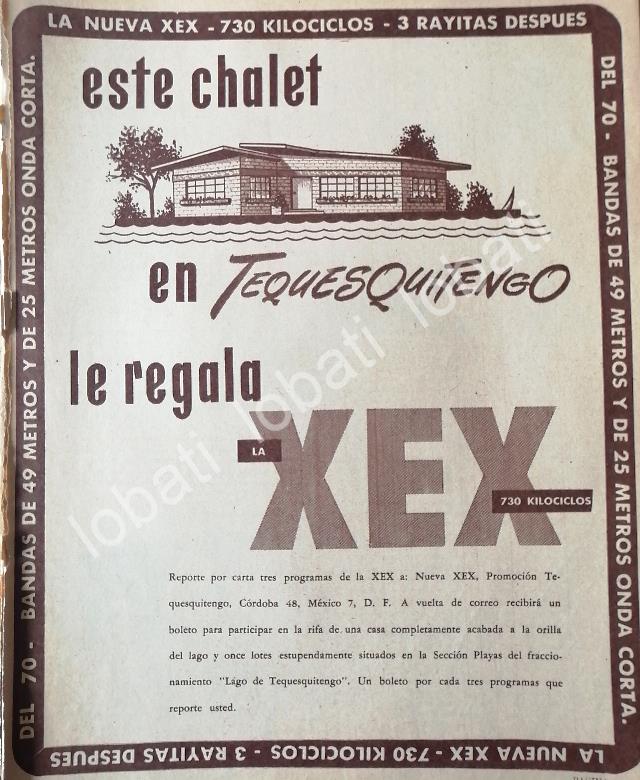 LA NUEVA XEX - 730 KILOCICLOS - 3 RAYITAS DESPUES
DEL 70 - BANDAS DE 49 METROS Y DE 25 METROS ONDA CORTA.
este chalet
en TEQUESQUITENGO
le regala
LA
XEX
730 KILOCICLOS
Reporte por carta tres programas de la XEX a: Nueva XEX, Promoción Te-
quesquitengo, Córdoba 48, México 7, D. F. A vuelta de correo recibirá un
boleto para participar en la rifa de una casa completamente acabada a la orilla
del lago y once lotes estupendamente situados en la Sección Playas del fraccio-
namiento "Lago de Tequesquitengo". Un boleto por cada tres programas que
reporte usted.
LA NUEVA XEX - 730 KILOCICLOS - 3 RAYITAS DESPUES
DEL 70 - BANDAS DE 49 METROS Y DE 25 METROS ONDA CORTA.
lobati lobati lobati